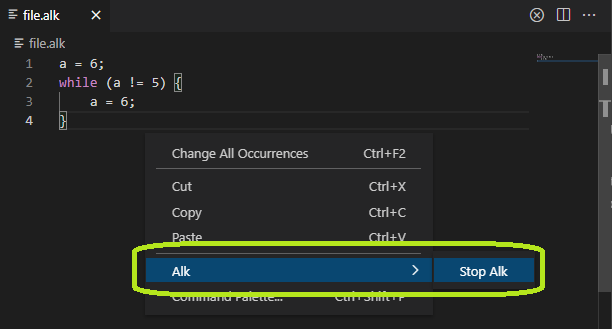 file.alk
file.alk
1 a = 6;
2 while (a != 5) {
3     a = 6;
4 }
Change All Occurrences Ctrl+F2
Cut Ctrl+X
Copy Ctrl+C
Paste Ctrl+V
Alk Stop Alk
Command Palette... Ctrl+Shift+P